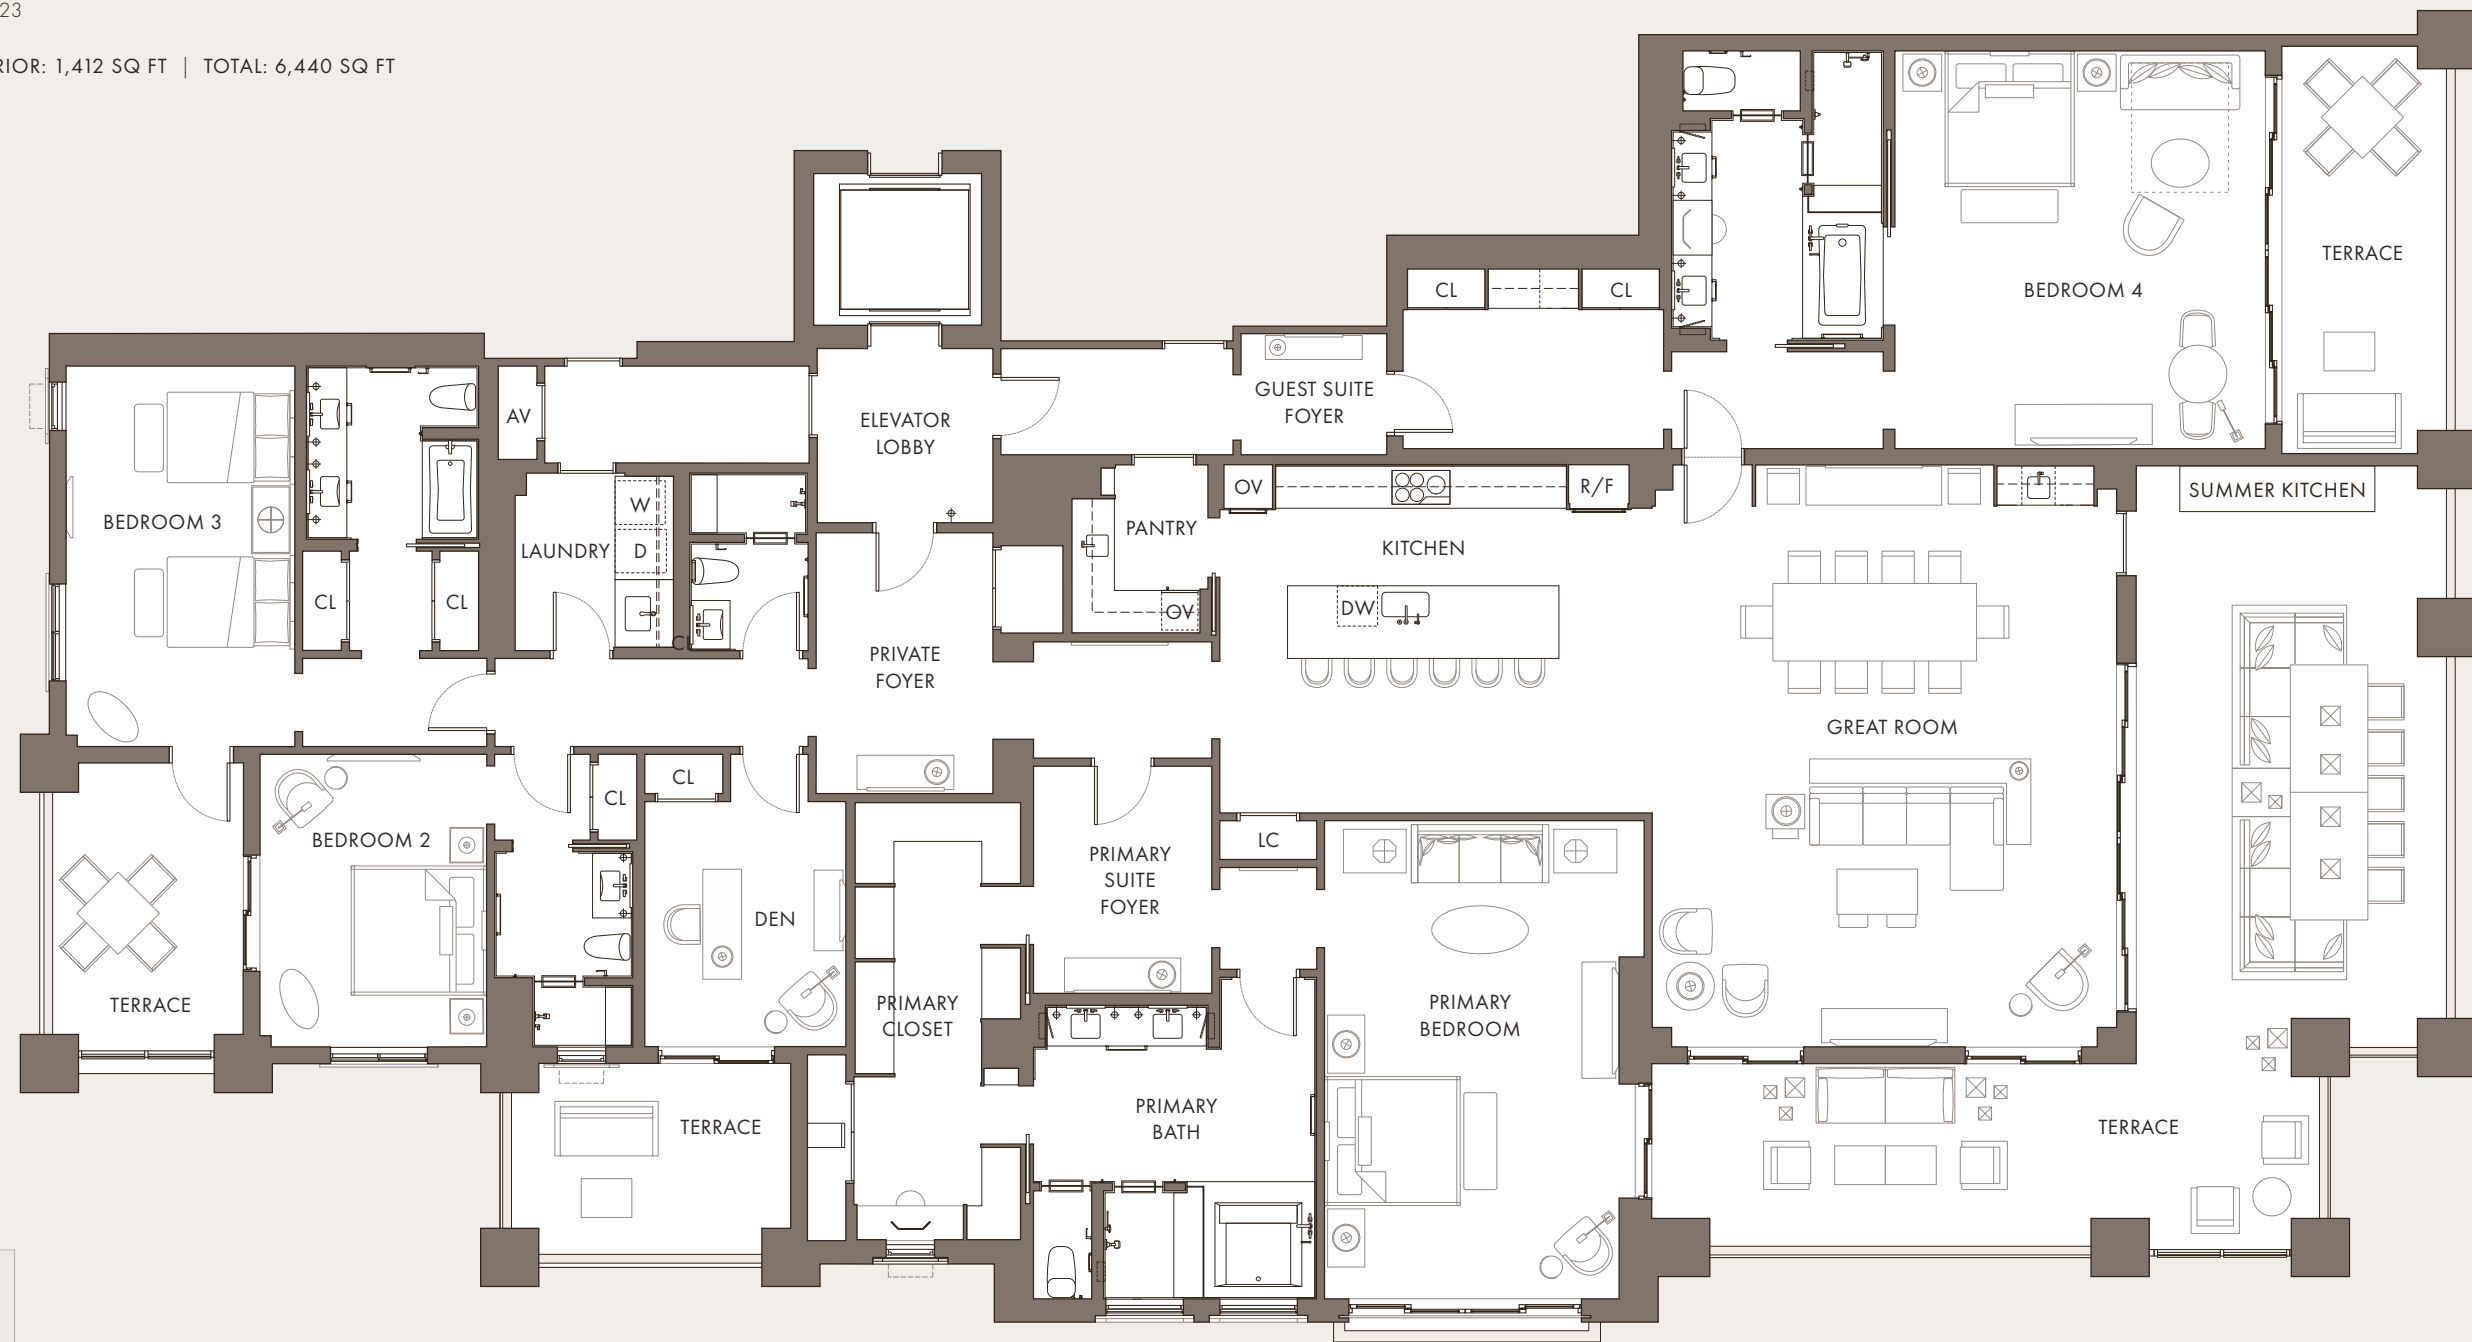 23
RIOR: 1,412 SQ FT | TOTAL: 6,440 SQ FT
TERRACE
BEDROOM 4
CL
CL
GUEST SUITE
FOYER
ELEVATOR
LOBBY
AV
SUMMER KITCHEN
OV
R/F
W
BEDROOM 3
PANTRY
LAUNDRY
D
KITCHEN
CL
CL
DW
OV
CL
PRIVATE
FOYER
GREAT ROOM
CL
CL
BEDROOM 2
LC
PRIMARY
SUITE
FOYER
DEN
TERRACE
PRIMARY
CLOSET
PRIMARY
BEDROOM
PRIMARY
BATH
TERRACE
TERRACE